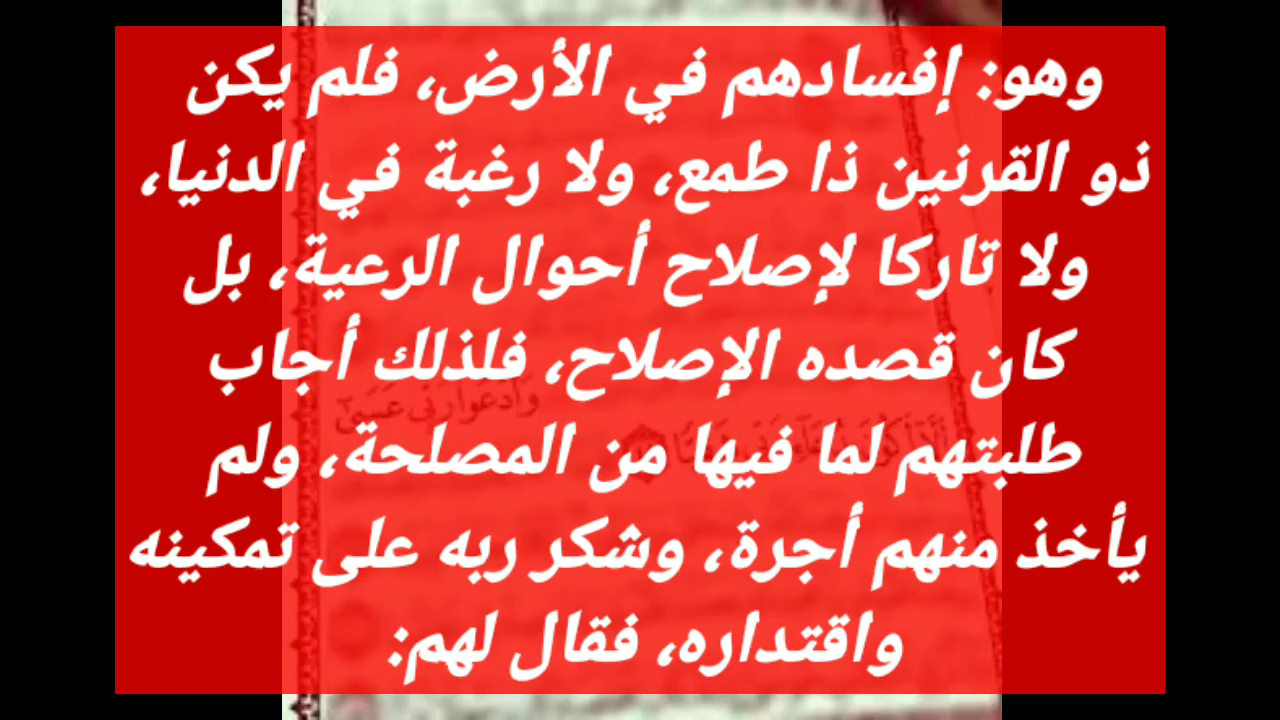 وهو: إفسادهم في الأرض، فلم يكن
ذو القرنين ذا طمع، ولا رغبة في الدنيا،
ولا تاركا لإصلاح أحوال الرعية، بل
كان قصده الإصلاح، فلذلك أجاب
وَأَدْعُوا رَبِّي عَسَىٰ
طلبتهم لما فيها من المصلحة، ولم
يأخذ منهم أجرة، وشكر ربه على تمكينه
واقتداره، فقال لهم: